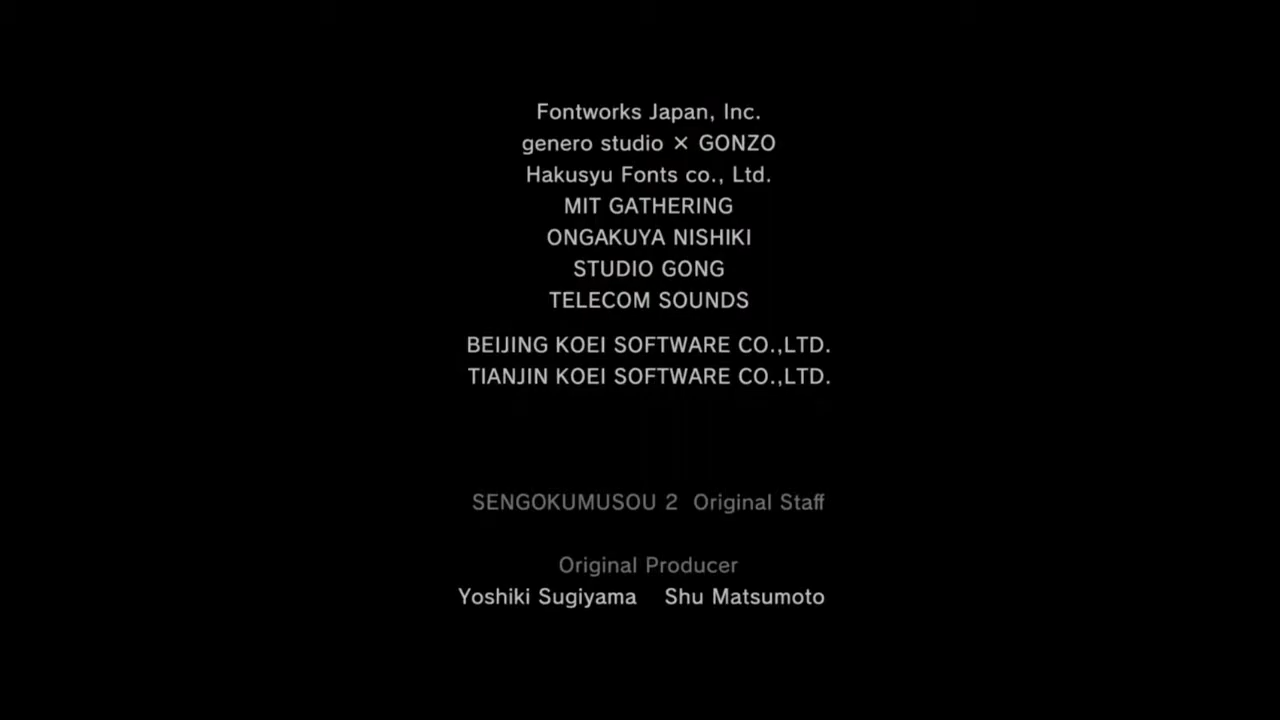 Fontworks Japan, Inc.
genero studio × GONZO
Hakusyu Fonts co., Ltd.
MIT GATHERING
ONGAKUYA NISHIKI
STUDIO GONG
TELECOM SOUNDS
BEIJING KOEI SOFTWARE CO.,LTD.
TIANJIN KOEI SOFTWARE CO.,LTD.
SENGOKUMUSOU 2 Original Staff
Original Producer
Yoshiki Sugiyama Shu Matsumoto